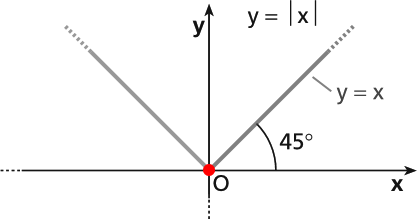 y = |x|
y
y = x
45°
O
x